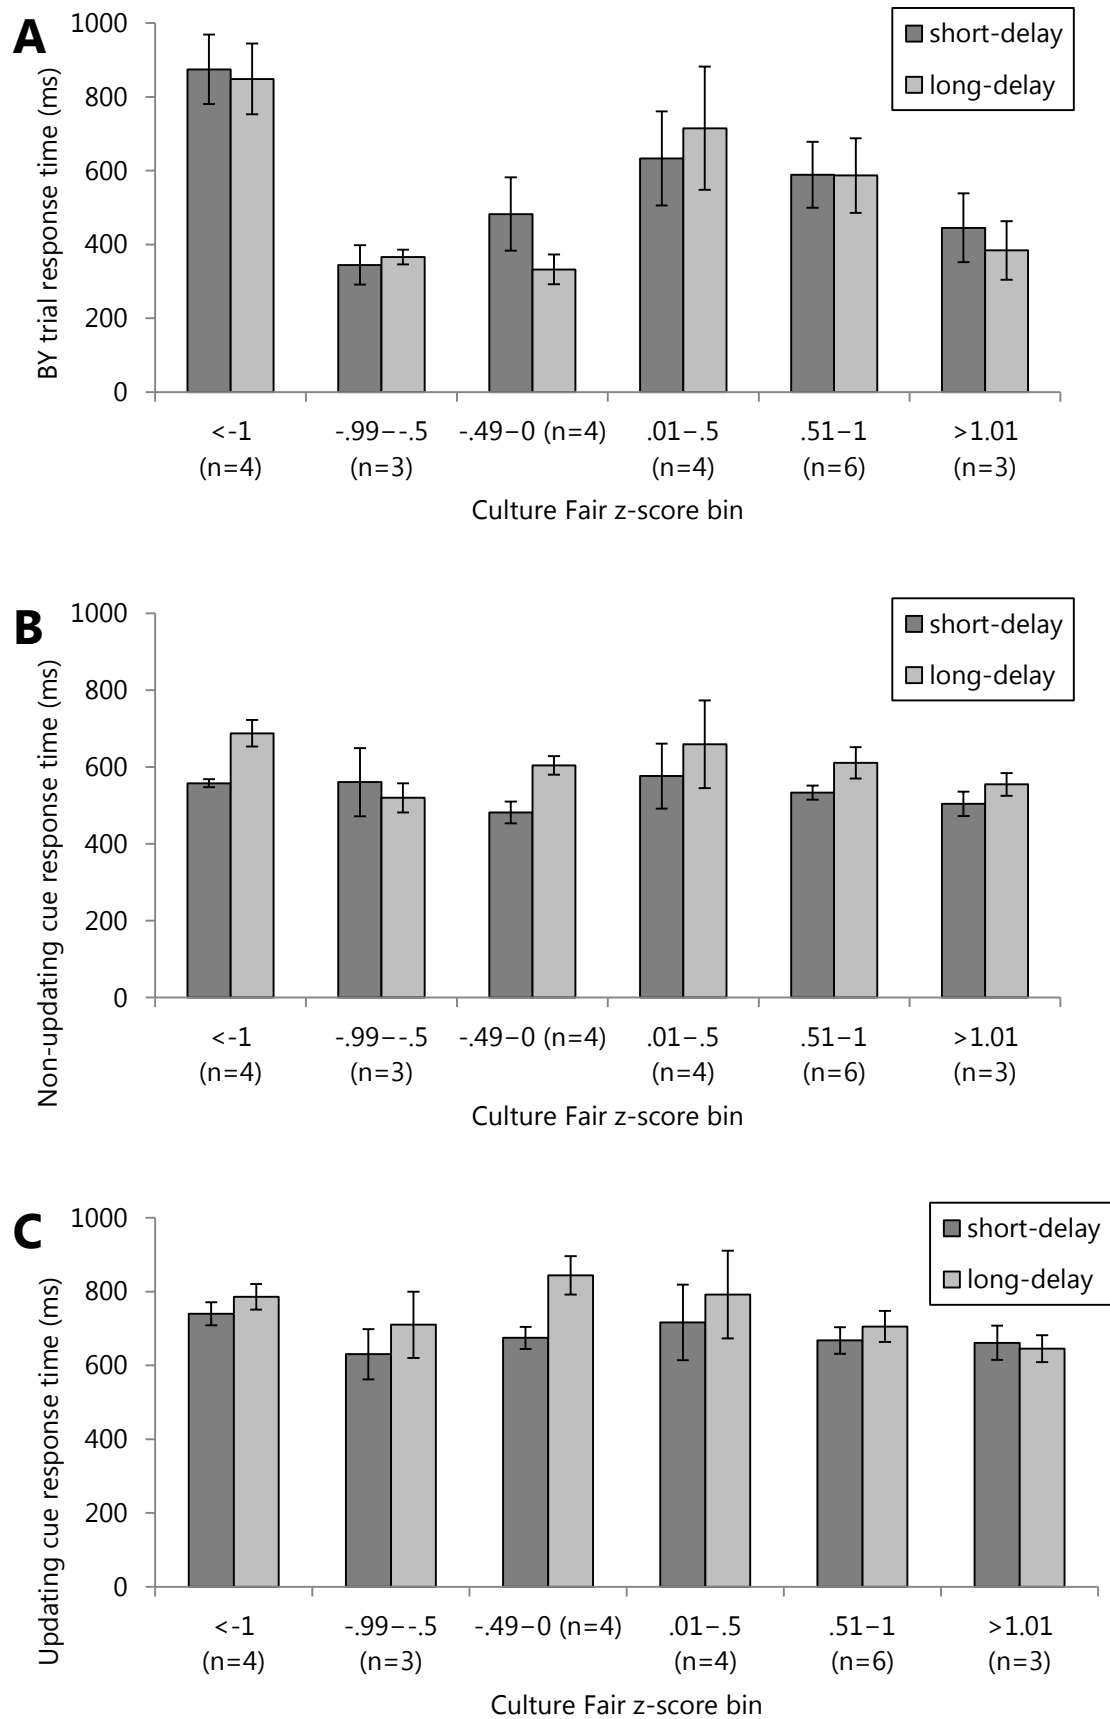 A
BY trial response time (ms)
1000
800
600
400
200
0
short-delay
long-delay
<-1 -.99–-.5 -.49–0 (n=4) .01–.5 .51–1 >1.01
(n=4) (n=3) (n=4) (n=6) (n=3)
Culture Fair z-score bin
B
Non-updating cue response time (ms)
1000
800
600
400
200
0
short-delay
long-delay
<-1 -.99–-.5 -.49–0 (n=4) .01–.5 .51–1 >1.01
(n=4) (n=3) (n=4) (n=6) (n=3)
Culture Fair z-score bin
C
Updating cue response time (ms)
1000
800
600
400
200
0
short-delay
long-delay
<-1 -.99–-.5 -.49–0 (n=4) .01–.5 .51–1 >1.01
(n=4) (n=3) (n=4) (n=6) (n=3)
Culture Fair z-score bin